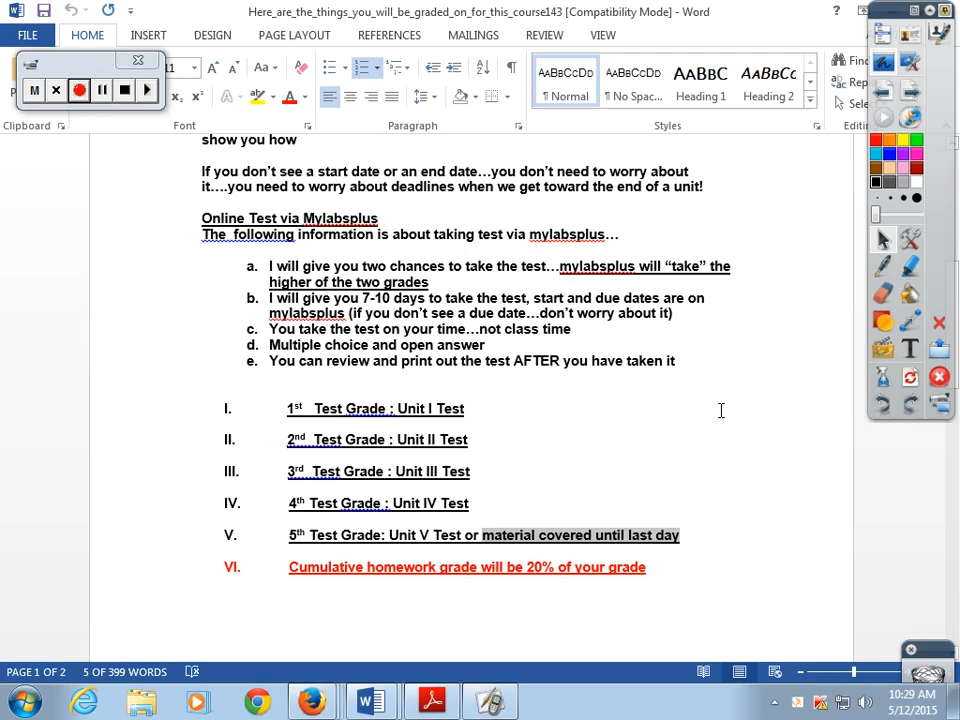 Here_are_the_things_you_will_be_graded_on_for_this_course143 [Compatibility Mode] - Word
FILE HOME INSERT DESIGN PAGE LAYOUT REFERENCES MAILINGS REVIEW VIEW
11 Aa
M
AaBbCcDd AaBbCcDd AaBbC AaBbCc
¶ Normal ¶ No Spac... Heading 1 Heading 2
Clipboard Font Paragraph Styles
show you how
If you don't see a start date or an end date…you don't need to worry about
it….you need to worry about deadlines when we get toward the end of a unit!
Online Test via Mylabsplus
The following information is about taking test via mylabsplus…
a. I will give you two chances to take the test…mylabsplus will “take” the
higher of the two grades
b. I will give you 7-10 days to take the test, start and due dates are on
mylabsplus (if you don't see a due date…don't worry about it)
c. You take the test on your time…not class time
d. Multiple choice and open answer
e. You can review and print out the test AFTER you have taken it
I. 1st Test Grade : Unit I Test
II. 2nd Test Grade : Unit II Test
III. 3rd Test Grade : Unit III Test
IV. 4th Test Grade : Unit IV Test
V. 5th Test Grade: Unit V Test or material covered until last day
VI. Cumulative homework grade will be 20% of your grade
PAGE 1 OF 2 5 OF 399 WORDS
10:29 AM
5/12/2015